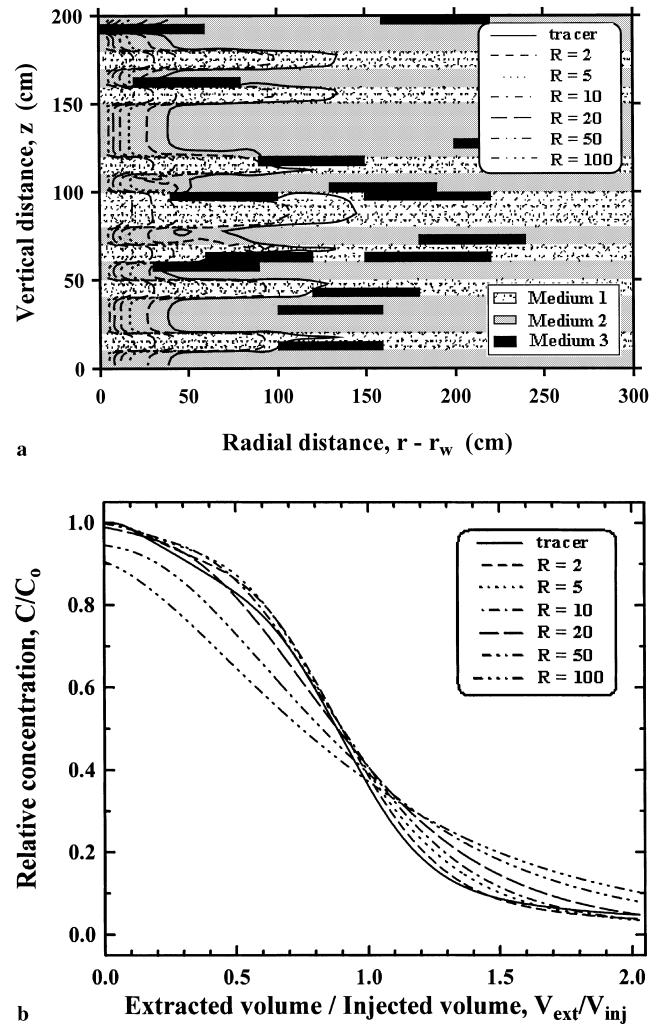 200
150
100
50
0
Vertical distance, z (cm)
tracer
R = 2
R = 5
R = 10
R = 20
R = 50
R = 100
Medium 1
Medium 2
Medium 3
0 50 100 150 200 250 300
a Radial distance, r - rw (cm)
1.0
0.8
0.6
0.4
0.2
0.0
Relative concentration, C/Co
tracer
R = 2
R = 5
R = 10
R = 20
R = 50
R = 100
0.0 0.5 1.0 1.5 2.0
b Extracted volume / Injected volume, Vext/Vinj